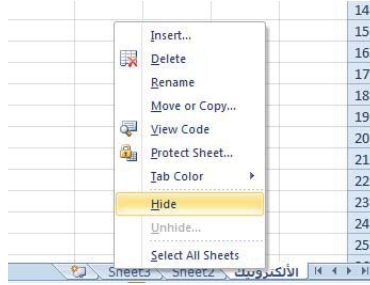 14
15
16
17
18
19
20
21
22
23
24
25
Insert...
Delete
Rename
Move or Copy...
View Code
Protect Sheet...
Tab Color
Hide
Unhide...
Select All Sheets
الألكترونيك Sheet2 Sheet3